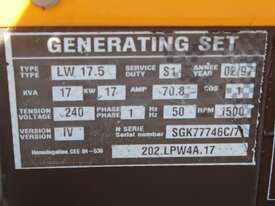 GENERATING SET
TYPE TYPE LW 17.5 SERVICE DUTY S1 ANNEE YEAR 02/97
KVA 17 KW 17 AMP 70.8 COS
TENSION VOLTAGE 240 PHASE PHASE 1 Hz Hz 50 RPM 1500
VERSION VERSION IV N SERIE Serial number SGK77746C/7
Homologation CEE 84-536 202.LPW4A.17